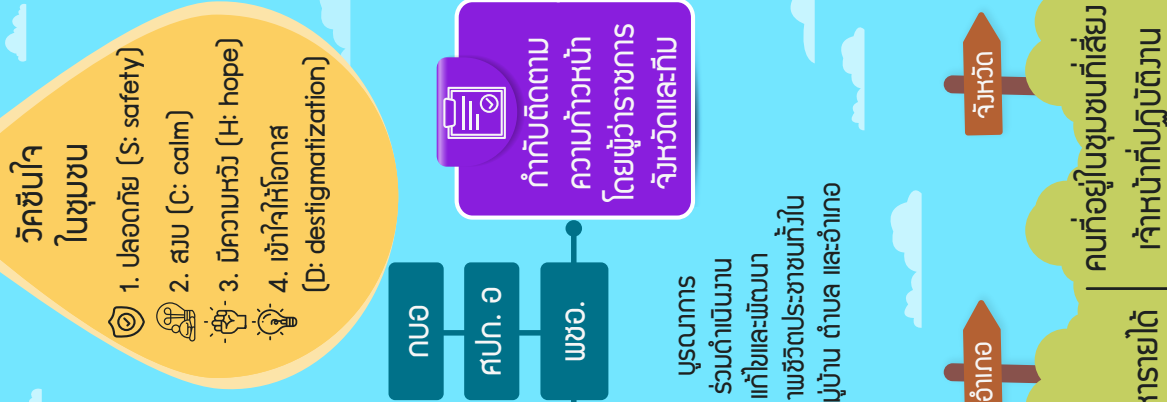 วัคซีนใจ
ในชุมชน
1. ปลอดภัย (S: safety)
2. สงบ (C: calm)
3. มีความหวัง (H: hope)
4. เข้าใจให้โอกาส
(D: destigmatization)
กบอ
ศปก. อ
พชอ.
กำกับติดตาม
ความก้าวหน้า
โดยผู้ว่าราชการ
จังหวัดและทีม
บูรณาการ
ร่วมดำเนินงาน
แก้ไขและพัฒนา
าพชีวิตประชาชนทั้งใน
มู่บ้าน ตำบล และอำเภอ
อำเภอ
จังหวัด
หารายได้
คนที่อยู่ในชุมชนที่เสี่ยง
เจ้าหน้าที่ปฏิบัติงาน